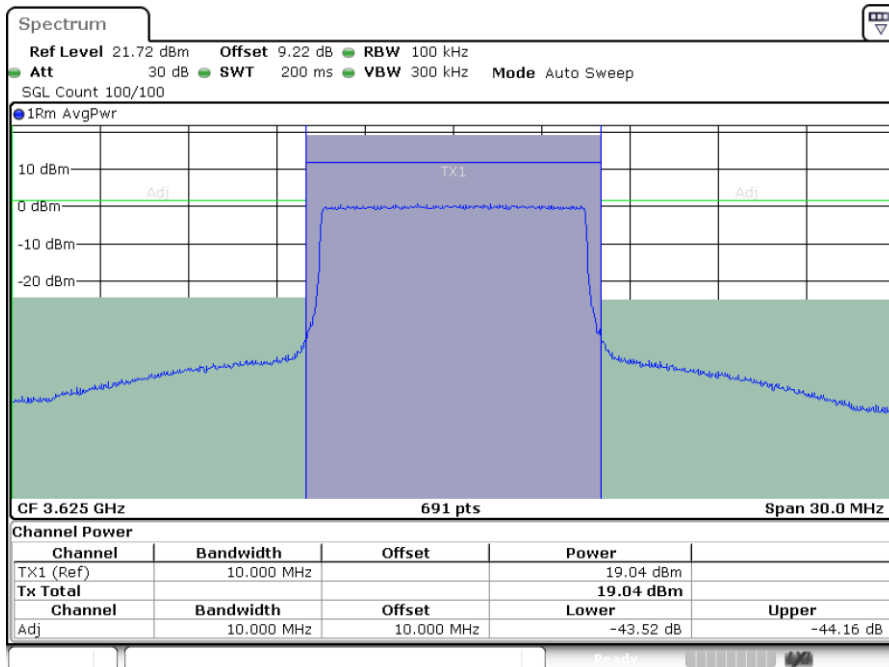 Spectrum
Ref Level 21.72 dBm Offset 9.22 dB RBW 100 kHz
Att 30 dB SWT 200 ms VBW 300 kHz Mode Auto Sweep
SGL Count 100/100
1Rm AvgPwr
10 dBm
TX1
Adj Adj
0 dBm
-10 dBm
-20 dBm
CF 3.625 GHz 691 pts Span 30.0 MHz
Channel Power
Channel Bandwidth Offset Power
TX1 (Ref) 10.000 MHz 19.04 dBm
Tx Total 19.04 dBm
Channel Bandwidth Offset Lower Upper
Adj 10.000 MHz 10.000 MHz -43.52 dB -44.16 dB
Ready